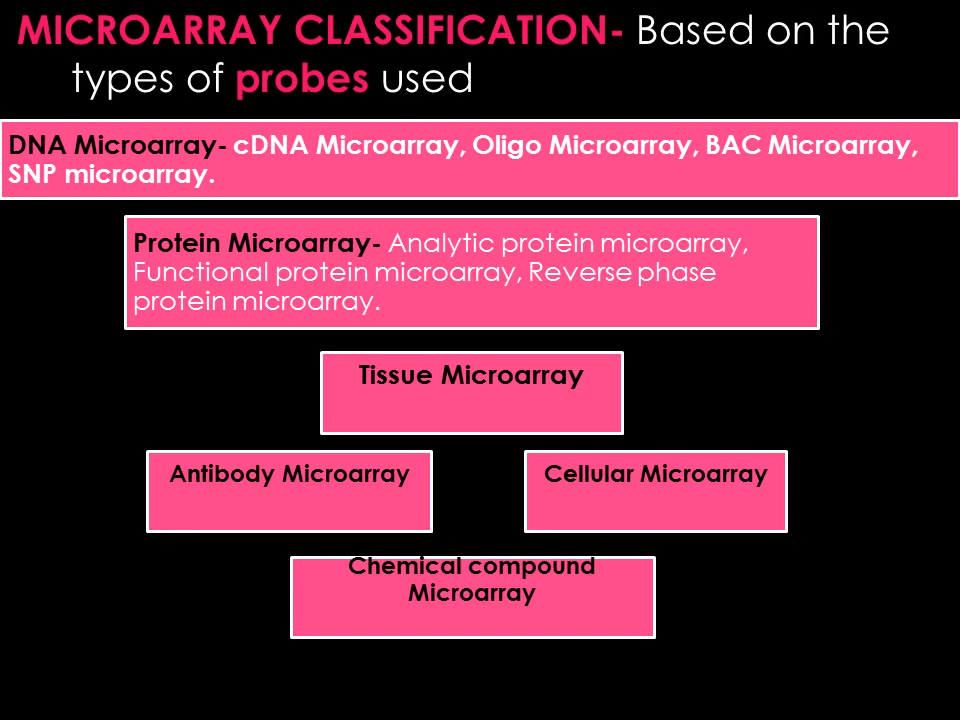 MICROARRAY CLASSIFICATION- Based on the
types of probes used
DNA Microarray- cDNA Microarray, Oligo Microarray, BAC Microarray,
SNP microarray.
Protein Microarray- Analytic protein microarray,
Functional protein microarray, Reverse phase
protein microarray.
Tissue Microarray
Antibody Microarray
Cellular Microarray
Chemical compound
Microarray